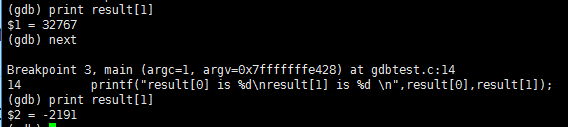 (gdb) print result[1]
$1 = 32767
(gdb) next
Breakpoint 3, main (argc=1, argv=0x7fffffffe428) at gdbtest.c:14
14 printf("result[0] is %d\nresult[1] is %d \n",result[0],result[1]);
(gdb) print result[1]
$2 = -2191